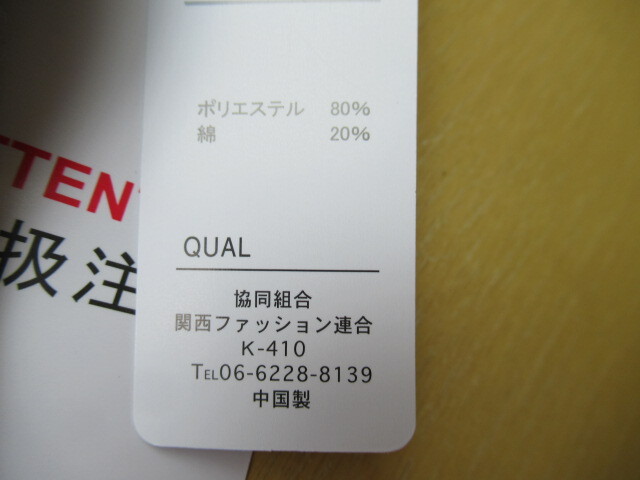 ポリエステル 80%
綿 20%
QUAL
協同組合
関西ファッション連合
K-410
TEL06-6228-8139
中国製
TTEN
扱注